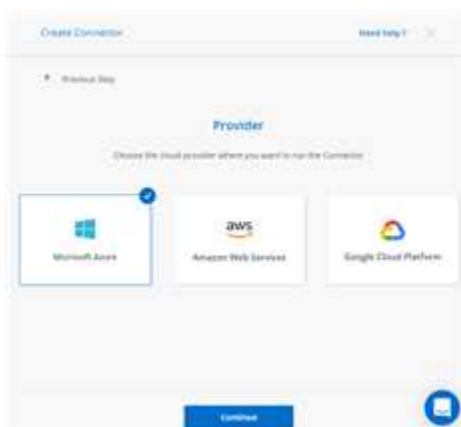 Create Connector
Need help?
Previous Step
Provider
Choose the cloud provider where you want to run the Connector
aws
Microsoft Azure
Amazon Web Services
Google Cloud Platform
Continue